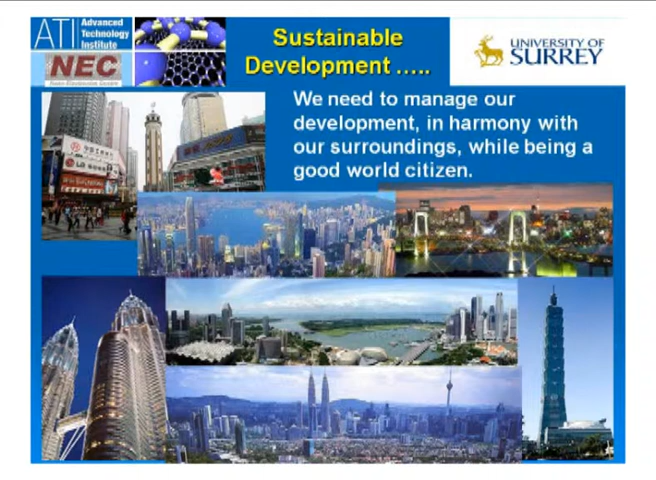 ATI
Advanced
Technology
Institute
NEC
Sustainable
Development .....
UNIVERSITY OF
SURREY
We need to manage our
development, in harmony with
our surroundings, while being a
good world citizen.
LG